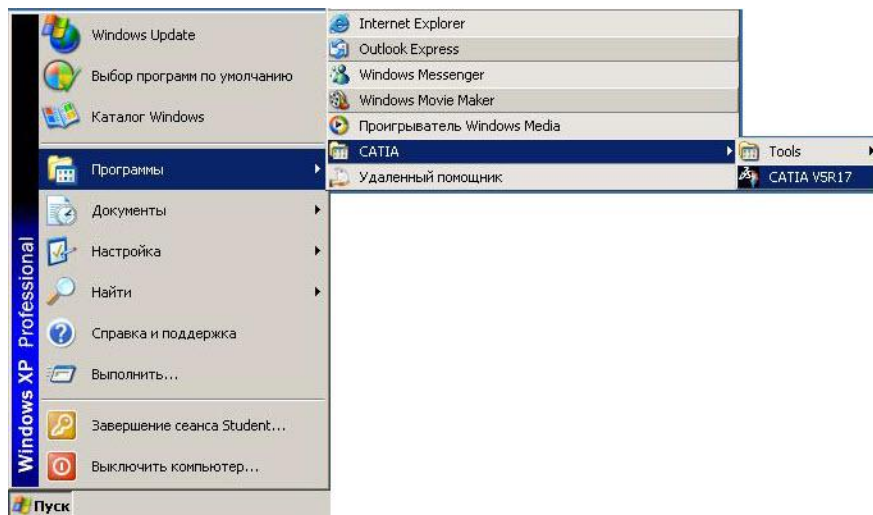 Windows Update
Выбор программ по умолчанию
Каталог Windows
Программы
Документы
Настройка
Найти
Справка и поддержка
Выполнить...
Завершение сеанса Student...
Выключить компьютер...
Windows XP Professional
Пуск
Internet Explorer
Outlook Express
Windows Messenger
Windows Movie Maker
Проигрыватель Windows Media
CATIA
Удаленный помощник
Tools
CATIA V5R17